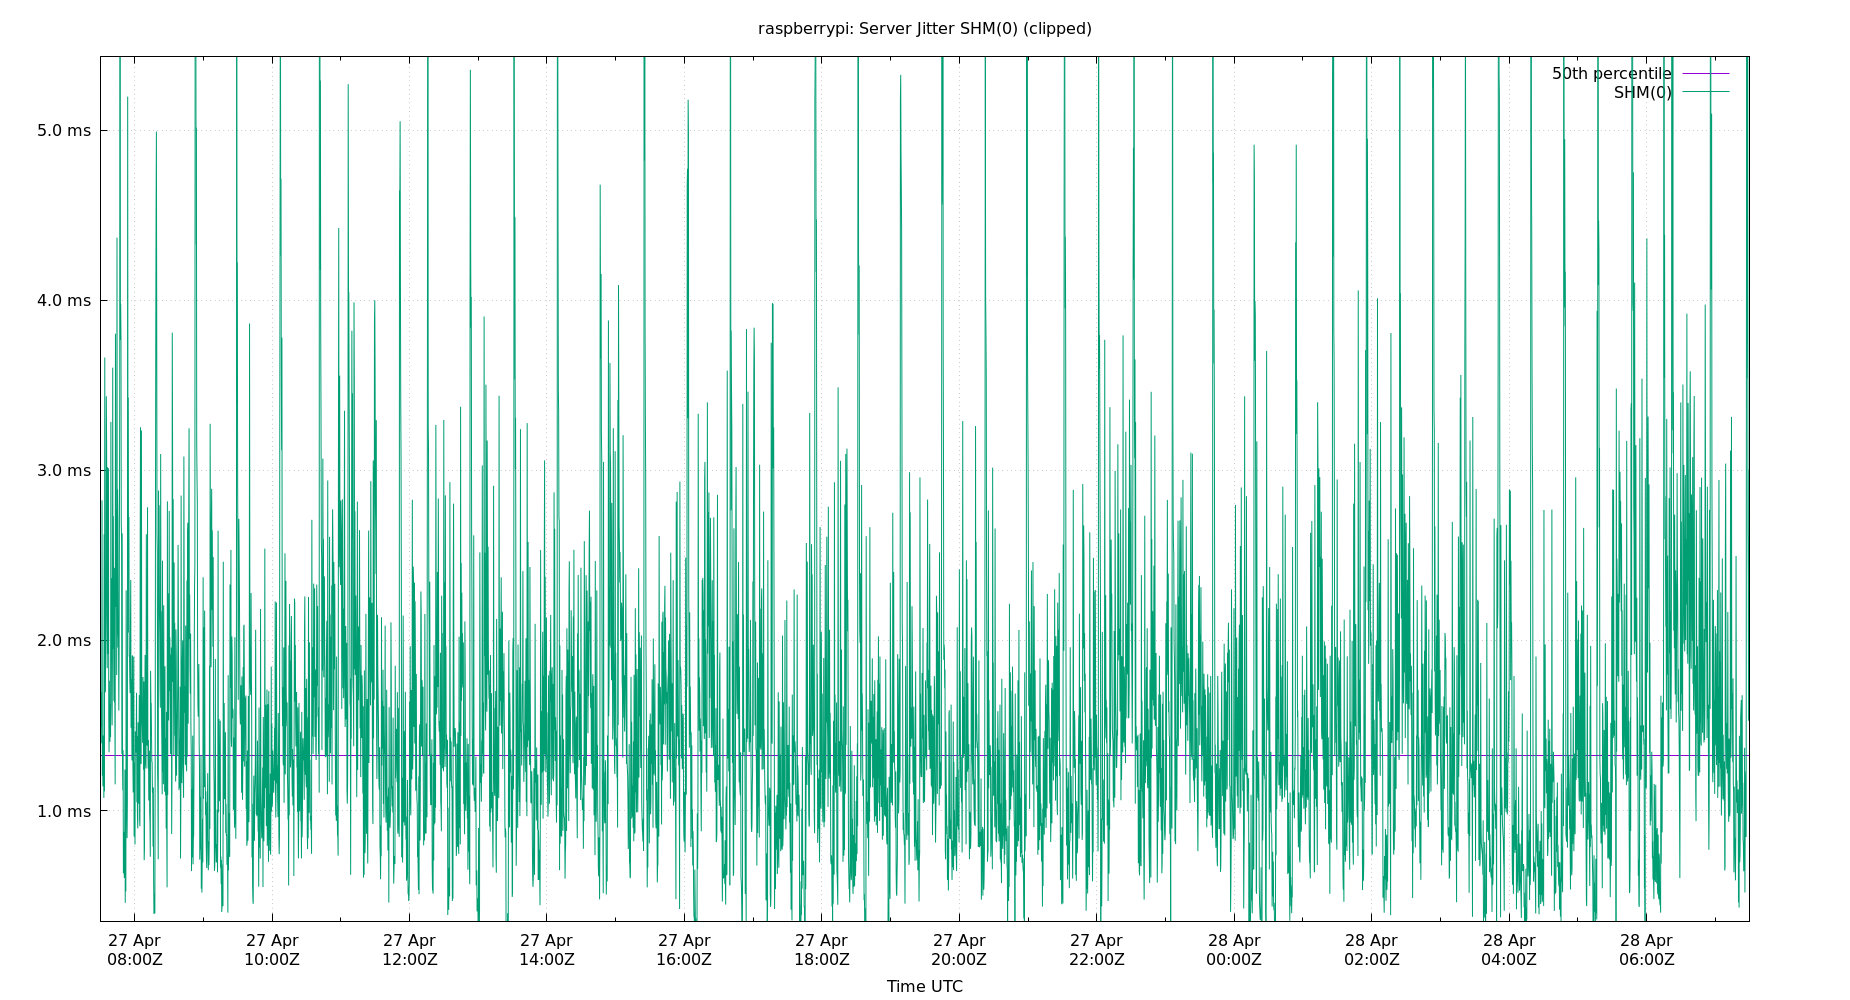 raspberrypi: Server Jitter SHM(0) (clipped)
50th percentile
SHM(0)
5.0 ms
4.0 ms
3.0 ms
2.0 ms
1.0 ms
27 Apr 27 Apr 27 Apr 27 Apr 27 Apr 27 Apr 27 Apr 27 Apr 28 Apr 28 Apr 28 Apr 28 Apr
08:00Z 10:00Z 12:00Z 14:00Z 16:00Z 18:00Z 20:00Z 22:00Z 00:00Z 02:00Z 04:00Z 06:00Z
Time UTC